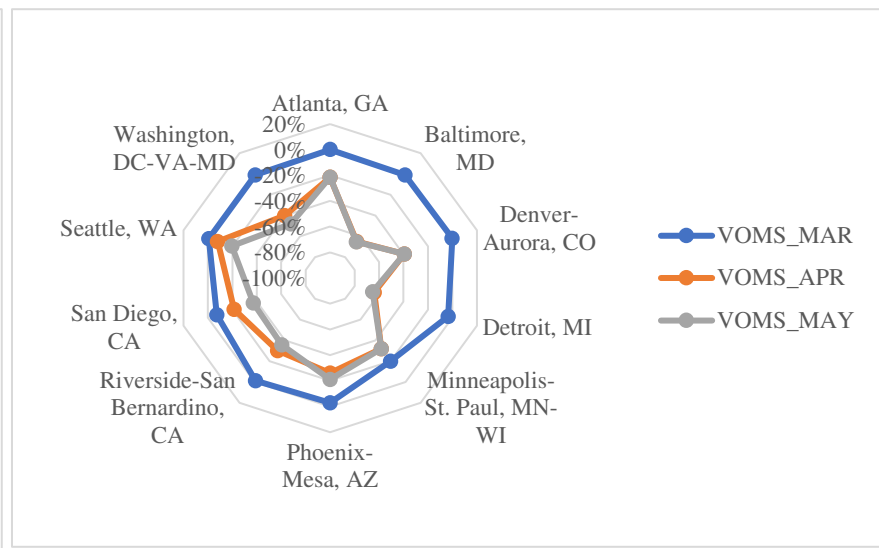 Atlanta, GA
20%
0%
-20%
-40%
-60%
-80%
-100%
Baltimore,
MD
Denver-
Aurora, CO
Detroit, MI
Minneapolis-
St. Paul, MN-
WI
Phoenix-
Mesa, AZ
Riverside-San
Bernardino,
CA
San Diego,
CA
Seattle, WA
Washington,
DC-VA-MD
VOMS_MAR
VOMS_APR
VOMS_MAY